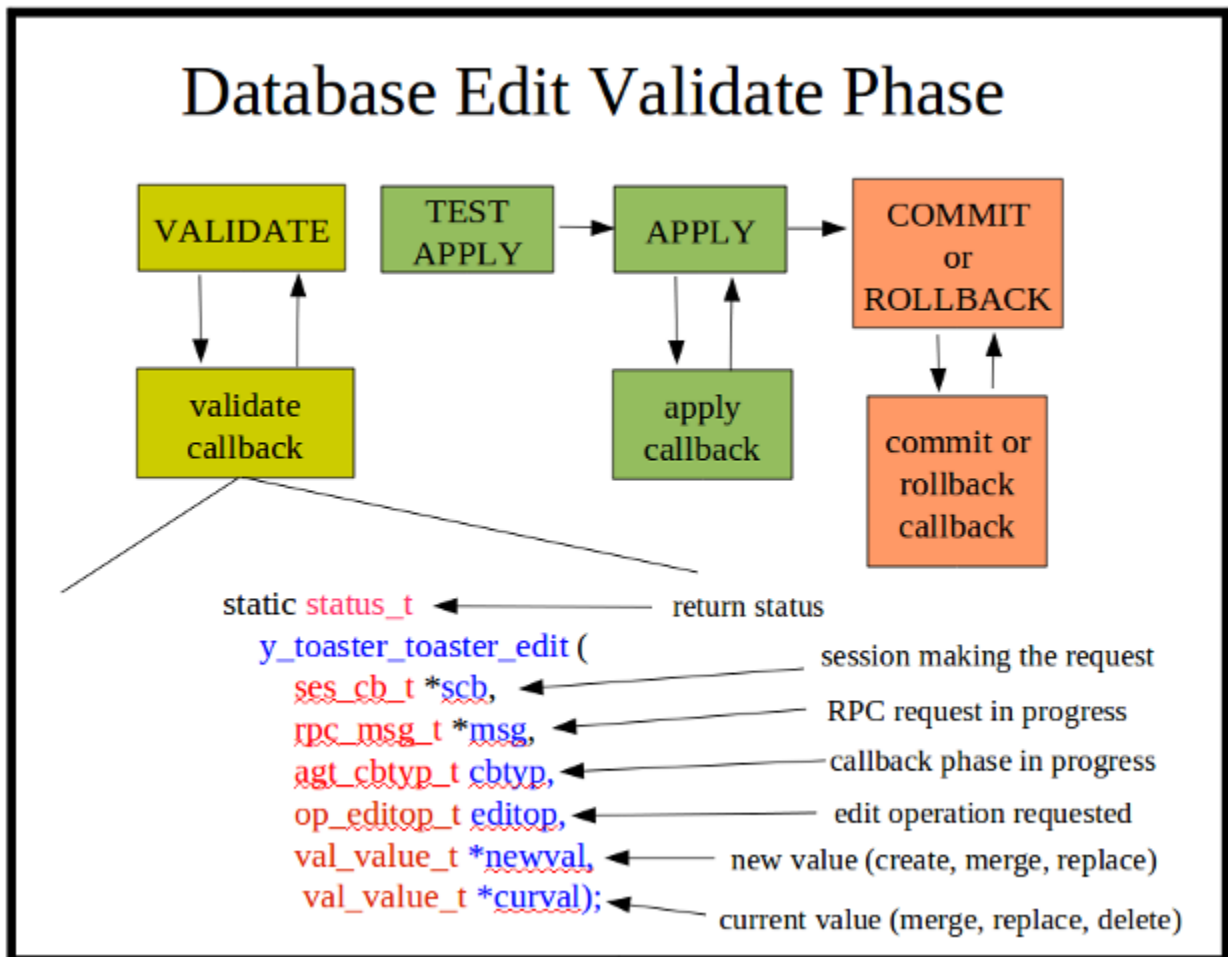 Database Edit Validate Phase
VALIDATE
TEST
APPLY
APPLY
COMMIT
or
ROLLBACK
validate
callback
apply
callback
commit or
rollback
callback
static status_t
return status
y_toaster_toaster_edit (
ses_cb_t *scb,
session making the request
rpc_msg_t *msg,
RPC request in progress
agt_cbtyp_t cbtyp,
callback phase in progress
op_editop_t editop,
edit operation requested
val_value_t *newval,
new value (create, merge, replace)
val_value_t *curval);
current value (merge, replace, delete)